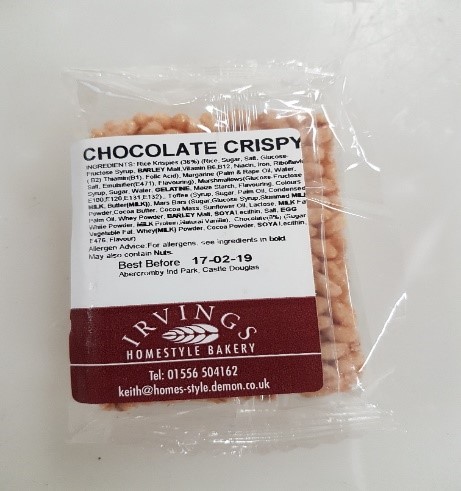 CHOCOLATE CRISPY
INGREDIENTS: Rice Krispies (36%) (Rice, Sugar, Salt, Glucose-
Fructose Syrup, BARLEY Malt, Vitamin B6,B12, Niacin, Iron, Riboflavin
(B2) Thiamin(B1), Folic Acid), Margarine (Palm & Rape Oil, Water,
Salt, Emulsifier(E471), Flavouring), Marshmallows(Glucose Fructose
Syrup, Sugar, Water, GELATINE, Maize Starch, Flavouring, Colours
E100,E120,E131,E132)., Toffee (Syrup, Sugar, Palm Oil, Condensed
MILK, Butter(MILK)), Mars Bars (Sugar,Glucose Syrup,Skimmed MILK
Powder,Cocoa Butter, Cocoa Mass, Sunflower Oil, Lactose, MILK Fat
Palm Oil, Whey Powder, BARLEY Malt, SOYA Lecithin, Salt, EGG
White Powder, MILK Protein, Natural Vanilla), Chocolate(8%) (Sugar
Vegetable Fat, Whey(MILK) Powder, Cocoa Powder, SOYA Lecithin,
E476, Flavour)
Allergen Advice: For allergens, see ingredients in bold.
May also contain Nuts.
Best Before 17-02-19
Abercromby Ind Park, Castle Douglas
IRVINGS
HOMESTYLE BAKERY
Tel: 01556 504162
keith@homes-style.demon.co.uk